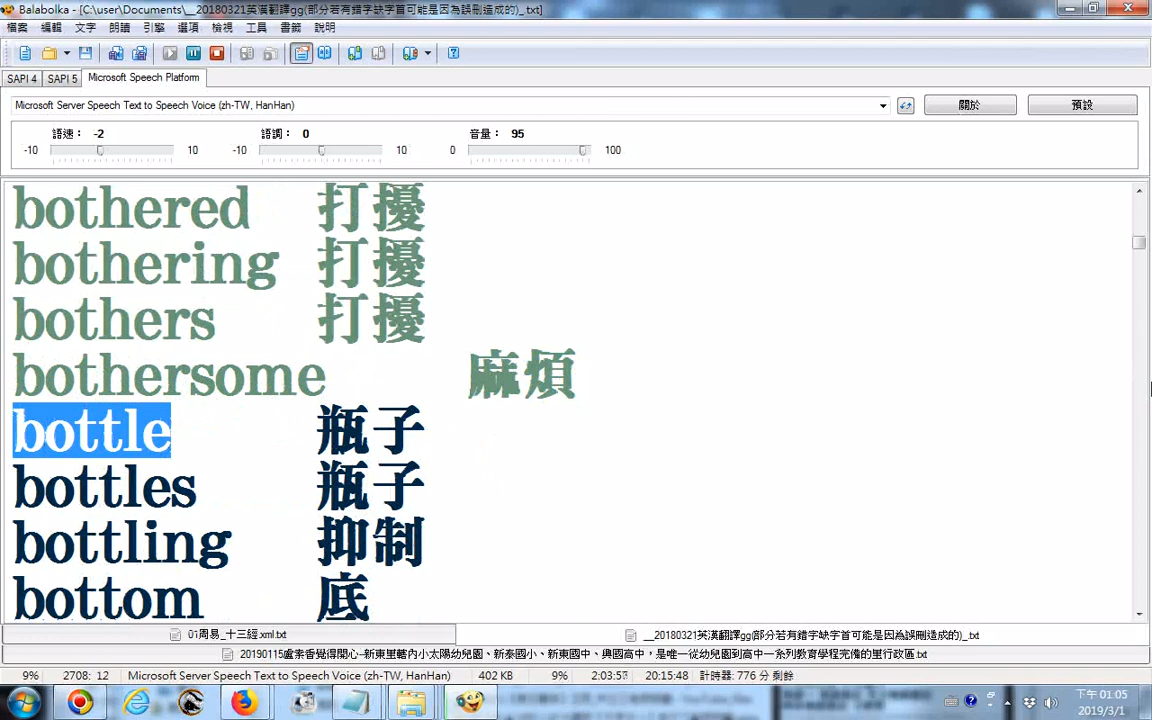 Balabolka - [C:\user\Documents\__20180321英漢翻譯gg(部分若有錯字缺字首可能是因為誤刪造成的)_.txt]
檔案 編輯 文字 朗讀 引擎 選項 檢視 工具 書籤 說明
SAPI 4 SAPI 5 Microsoft Speech Platform
Microsoft Server Speech Text to Speech Voice (zh-TW, HanHan) 關於 預設
語速： -2 語調： 0 音量： 95
-10 10 -10 10 0 100
bothered 打擾
bothering 打擾
bothers 打擾
bothersome 麻煩
bottle 瓶子
bottles 瓶子
bottling 抑制
bottom 底
01周易_十三經.xml.txt __20180321英漢翻譯gg(部分若有錯字缺字首可能是因為誤刪造成的)_.txt
20190115盧素香覺得開心-新東里轄內小太陽幼兒園、新泰國小、新東國中、興國高中，是唯一從幼兒園到高中一系列教育學程完備的里行政區.txt
9% 2708: 12 Microsoft Server Speech Text to Speech Voice (zh-TW, HanHan) 402 KB 9% 2:03:57 20:15:48 計時器: 776 分 剩餘
下午 01:05
2019/3/1